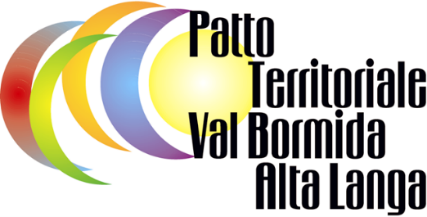 Patto
Territoriale
Val Bormida
Alta Langa